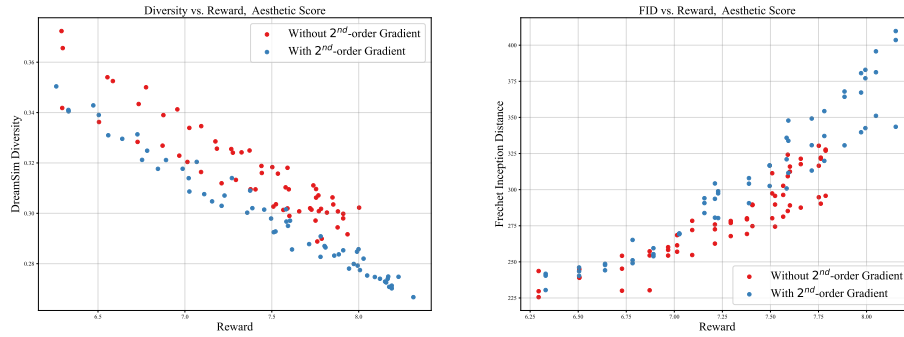 Diversity vs. Reward, Aesthetic Score
Without 2nd-order Gradient
With 2nd-order Gradient
0.36
0.34
0.32
0.30
0.28
DreamSim Diversity
6.5
7.0
7.5
8.0
Reward
FID vs. Reward, Aesthetic Score
400
375
350
325
300
275
250
225
Frechet Inception Distance
Without 2nd-order Gradient
With 2nd-order Gradient
6.25
6.50
6.75
7.00
7.25
7.50
7.75
8.00
Reward